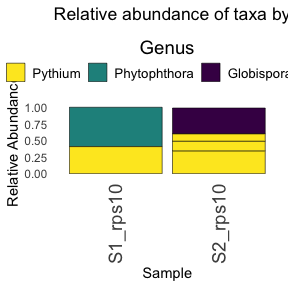 Relative abundance of taxa by
Genus
Pythium Phytophthora Globispora
Relative Abundance
1.00
0.75
0.50
0.25
0.00
S1_rps10 S2_rps10
Sample